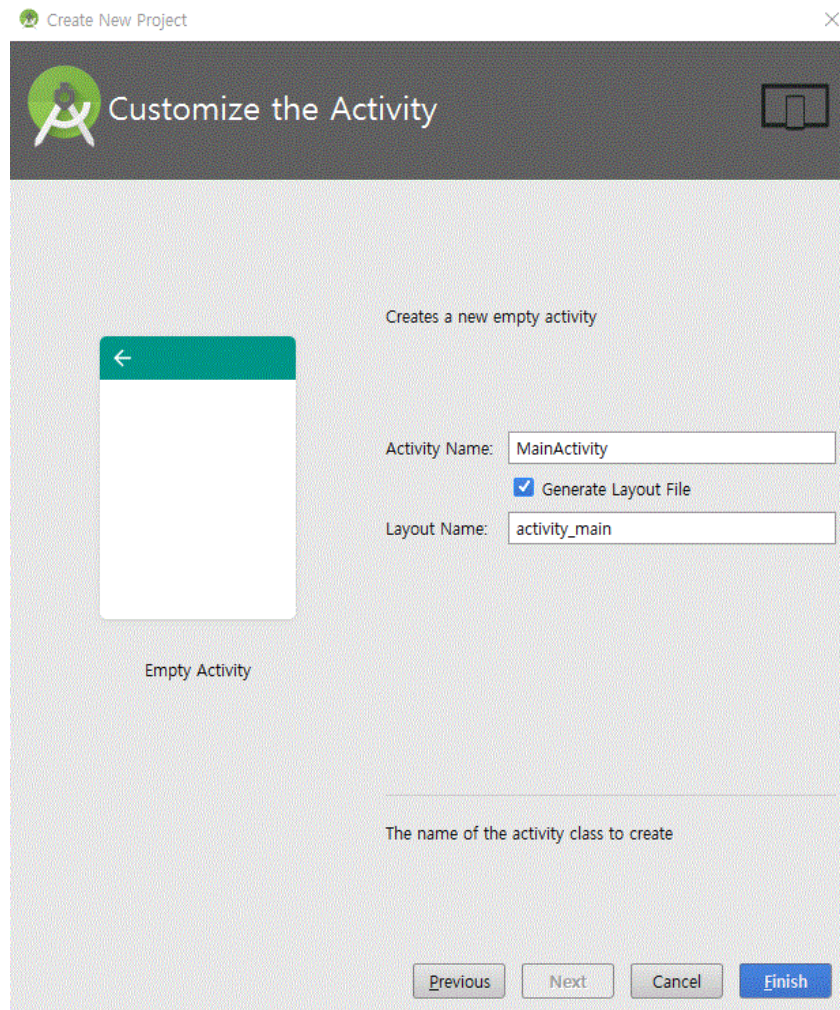 Create New Project
Customize the Activity
Creates a new empty activity
Activity Name: MainActivity
Generate Layout File
Layout Name: activity_main
Empty Activity
The name of the activity class to create
Previous Next Cancel Finish